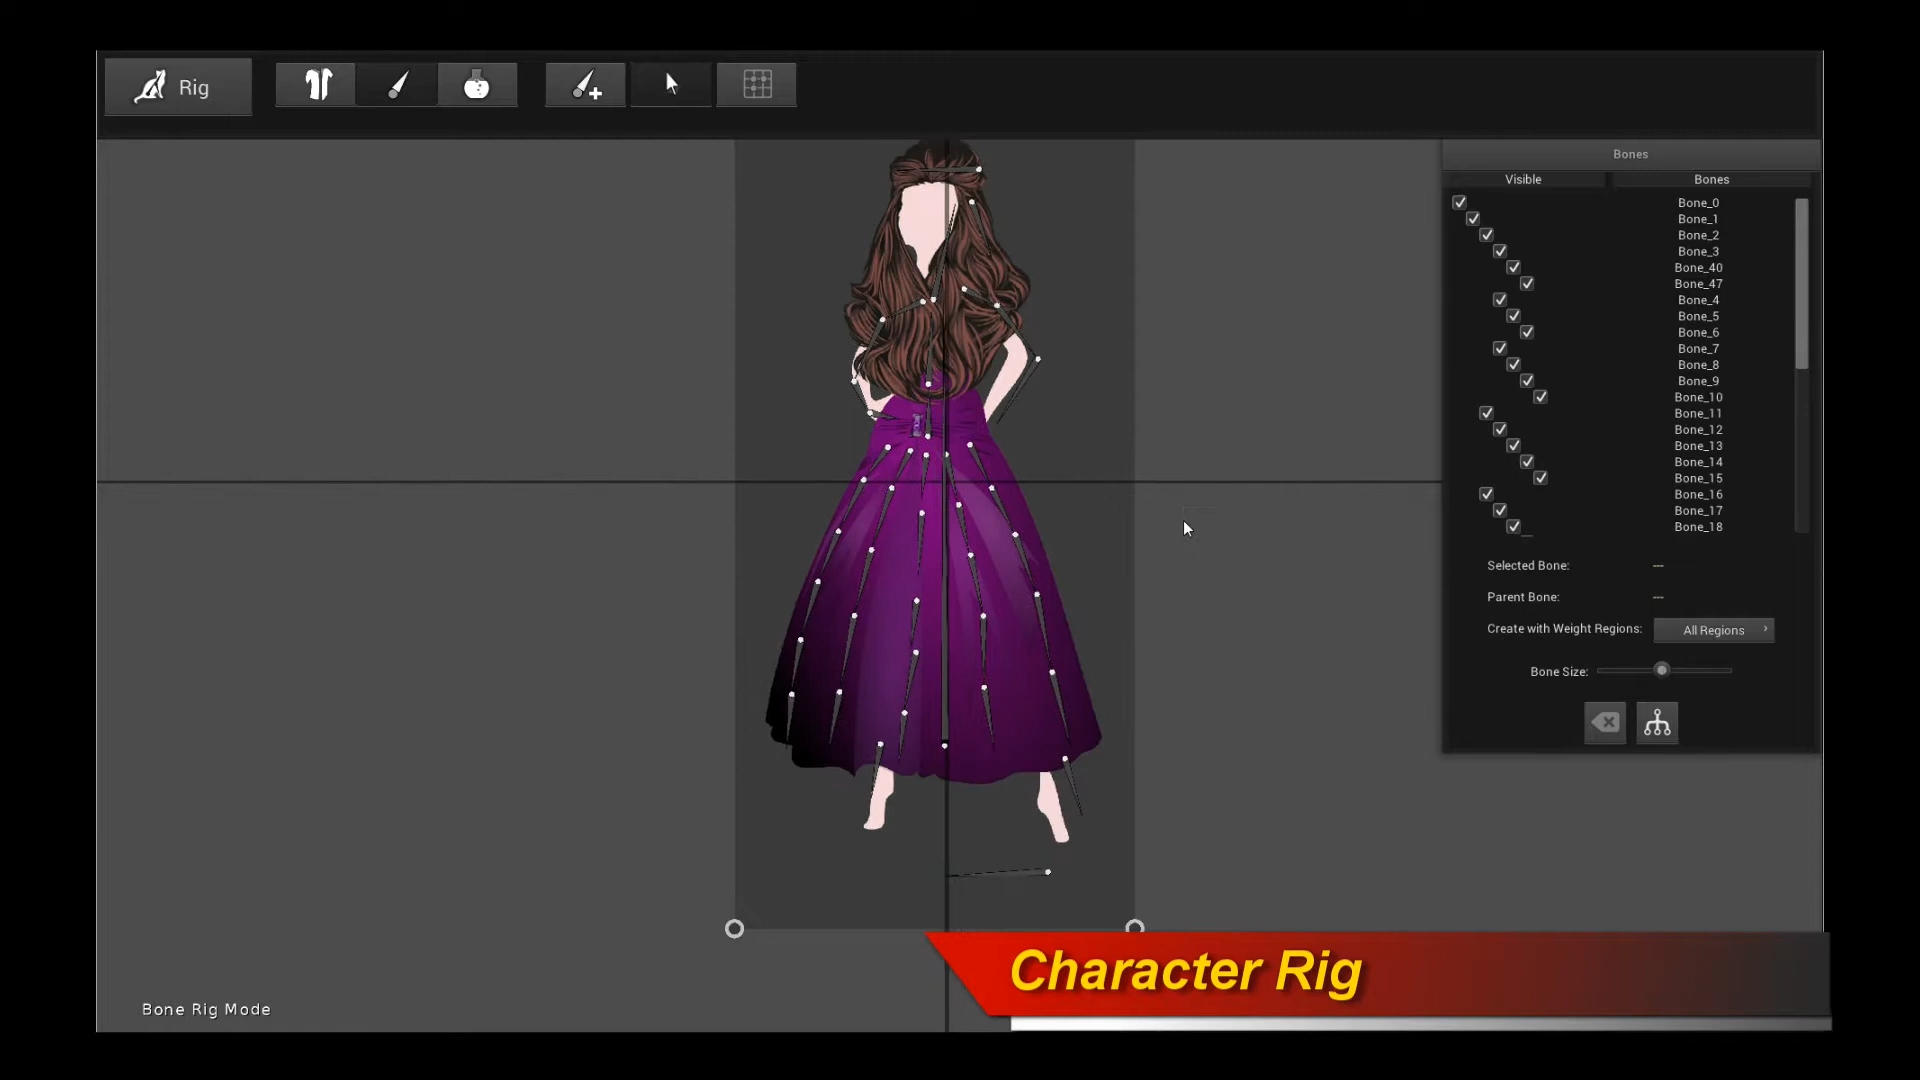 Rig
Bones
Visible Bones
Bone_0
Bone_1
Bone_2
Bone_3
Bone_40
Bone_47
Bone_4
Bone_5
Bone_6
Bone_7
Bone_8
Bone_9
Bone_10
Bone_11
Bone_12
Bone_13
Bone_14
Bone_15
Bone_16
Bone_17
Bone_18
Selected Bone: ---
Parent Bone: ---
Create with Weight Regions: All Regions
Bone Size:
Character Rig
Bone Rig Mode